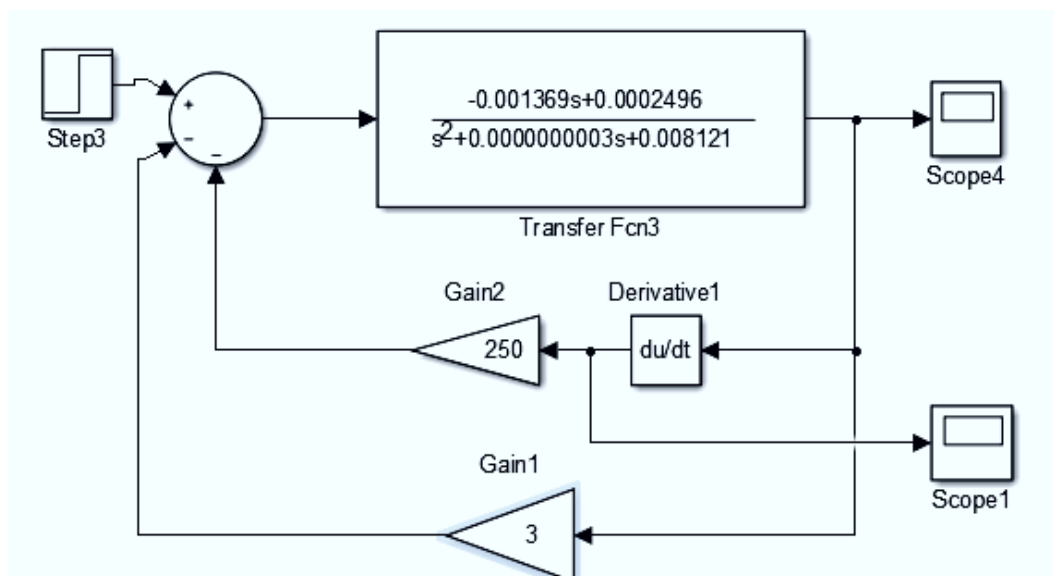 Step3
+
−
−
-0.001369s+0.0002496
s2+0.0000000003s+0.008121
Transfer Fcn3
Scope4
Gain2
Derivative1
250
du/dt
Scope1
Gain1
3